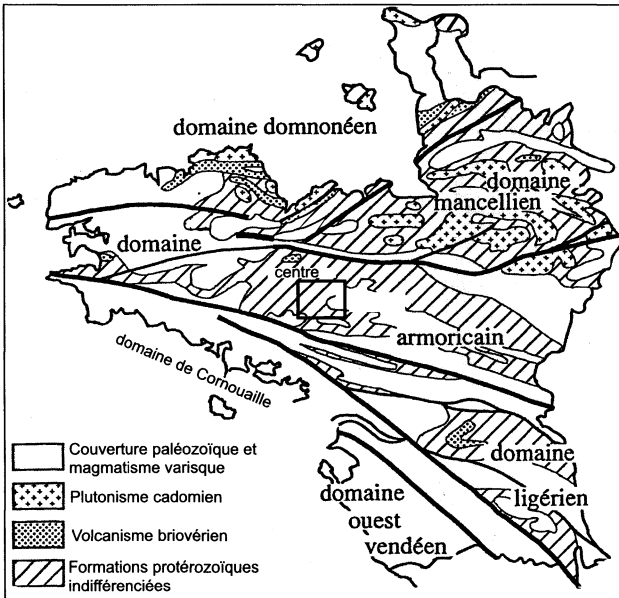 domaine domnonéen
domaine
mancellien
domaine
centre
armoricain
domaine de Cornouaille
domaine
ligérien
domaine
ouest
vendéen
Couverture paléozoïque et
magmatisme varisque
Plutonisme cadomien
Volcanisme briovérien
Formations protérozoïques
indifférenciées